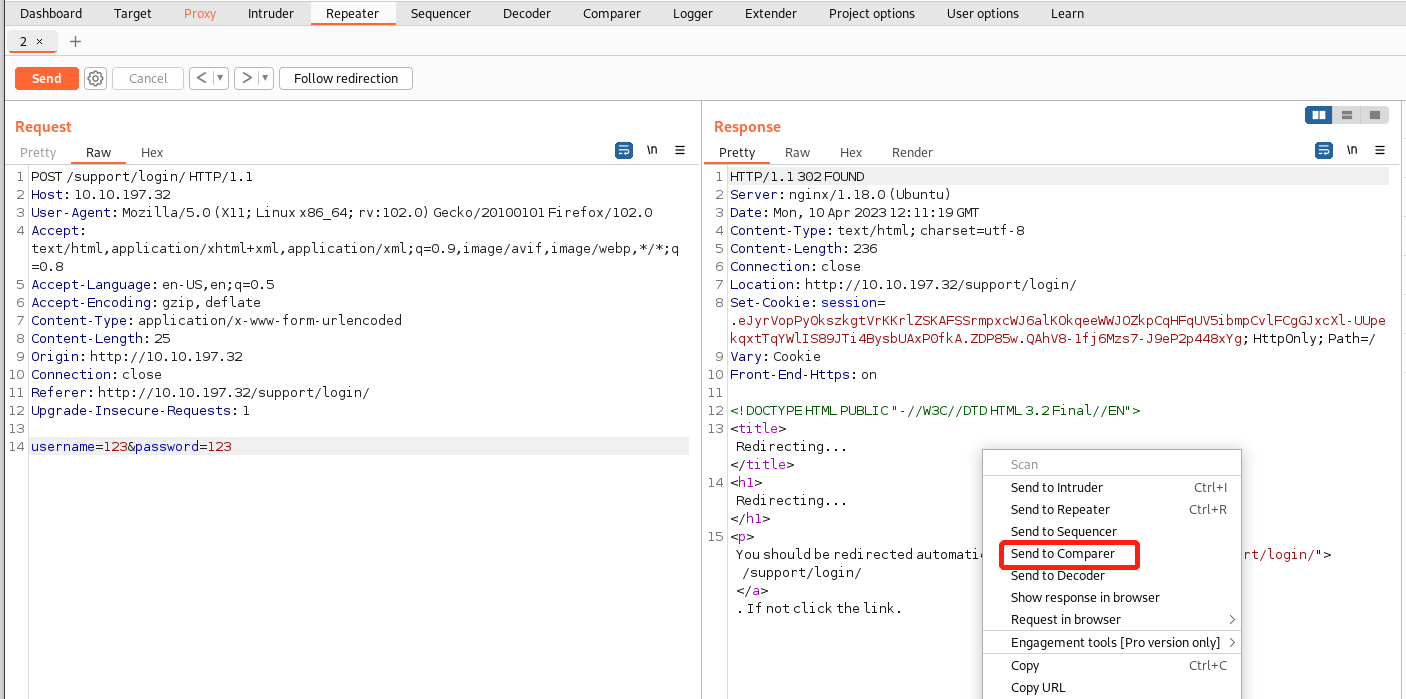 Dashboard Target Proxy Intruder Repeater Sequencer Decoder Comparer Logger Extender Project options User options Learn
2 × +
Send Cancel < > Follow redirection
Request
Pretty Raw Hex \n
1 POST /support/login/ HTTP/1.1
2 Host: 10.10.197.32
3 User-Agent: Mozilla/5.0 (X11; Linux x86_64; rv:102.0) Gecko/20100101 Firefox/102.0
4 Accept:
text/html,application/xhtml+xml,application/xml;q=0.9,image/avif,image/webp,*/*;q
=0.8
5 Accept-Language: en-US,en;q=0.5
6 Accept-Encoding: gzip, deflate
7 Content-Type: application/x-www-form-urlencoded
8 Content-Length: 25
9 Origin: http://10.10.197.32
10 Connection: close
11 Referer: http://10.10.197.32/support/login/
12 Upgrade-Insecure-Requests: 1
13
14 username=123&password=123
Response
Pretty Raw Hex Render \n
1 HTTP/1.1 302 FOUND
2 Server: nginx/1.18.0 (Ubuntu)
3 Date: Mon, 10 Apr 2023 12:11:19 GMT
4 Content-Type: text/html; charset=utf-8
5 Content-Length: 236
6 Connection: close
7 Location: http://10.10.197.32/support/login/
8 Set-Cookie: session=
.eJyrVopPy0kszkgtVrKKrlZSKAFSSrmpxcWJ6alKOkqeeWWJOZkpCqHFqUV5ibmpCvlFCgGJxcXl-UUpe
kqxtTqYWlIS89JTi4BysbUAxP0fkA.ZDP85w.QAhV8-1fj6Mzs7-J9eP2p448xYg; HttpOnly; Path=/
9 Vary: Cookie
10 Front-End-Https: on
11
12 <!DOCTYPE HTML PUBLIC "-//W3C//DTD HTML 3.2 Final//EN">
13 <title>
Redirecting...
</title>
14 <h1>
Redirecting...
</h1>
15 <p>
You should be redirected automatic rt/login/">
/support/login/
</a>
. If not click the link.
Scan
Send to Intruder Ctrl+I
Send to Repeater Ctrl+R
Send to Sequencer
Send to Comparer
Send to Decoder
Show response in browser
Request in browser >
Engagement tools [Pro version only] >
Copy Ctrl+C
Copy URL